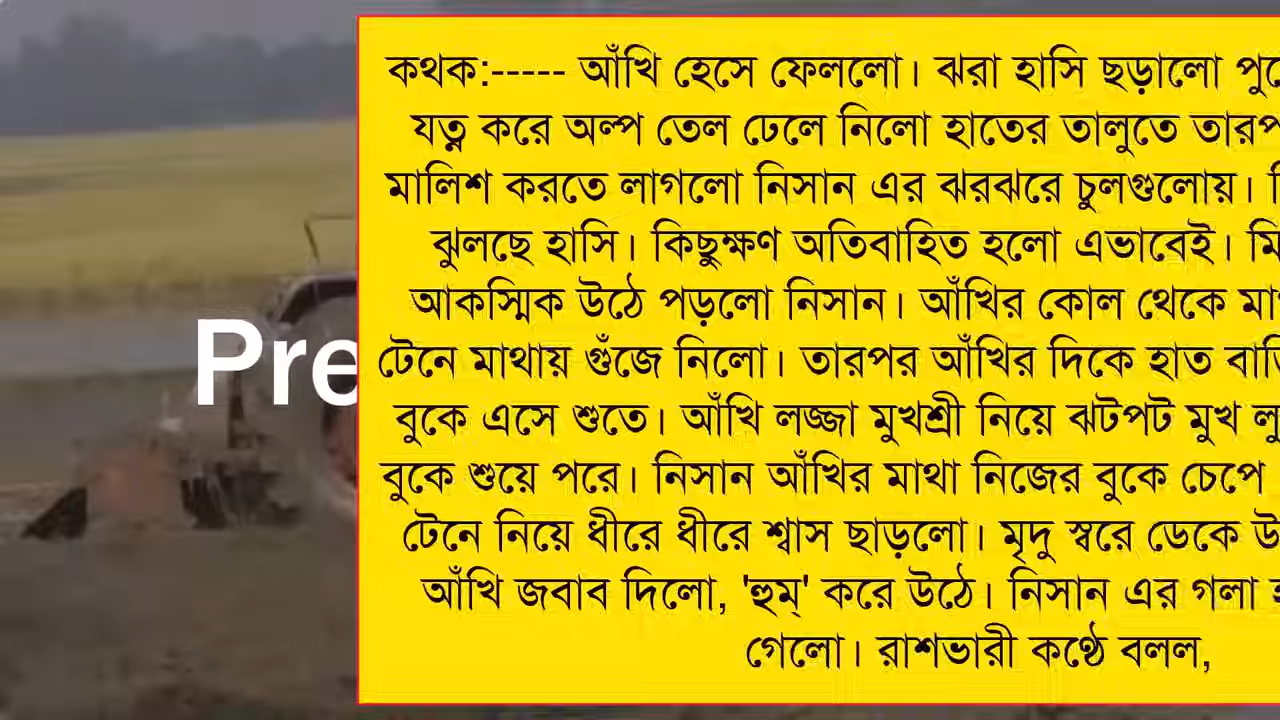 কথক:----- আঁখি হেসে ফেললো। ঝরা হাসি ছড়ালো
যত্ন করে অল্প তেল ঢেলে নিলো হাতের তালুতে
মালিশ করতে লাগলো নিসান এর ঝরঝরে চুলগুলোয়।
ঝুলছে হাসি। কিছুক্ষণ অতিবাহিত হলো এভাবেই।
আকস্মিক উঠে পড়লো নিসান। আঁখির কোল থেকে
Pre
টেনে মাথায় গুঁজে নিলো। তারপর আঁখির দিকে হাত
বুকে এসে শুতে। আঁখি লজ্জা মুখশ্রী নিয়ে ঝটপট মুখ
বুকে শুয়ে পরে। নিসান আঁখির মাথা নিজের বুকে চেপে
টেনে নিয়ে ধীরে ধীরে শ্বাস ছাড়লো। মৃদু স্বরে ডেকে
আঁখি জবাব দিলো, 'হুম্' করে উঠে। নিসান এর গলা
গেলো। রাশভারী কণ্ঠে বলল,